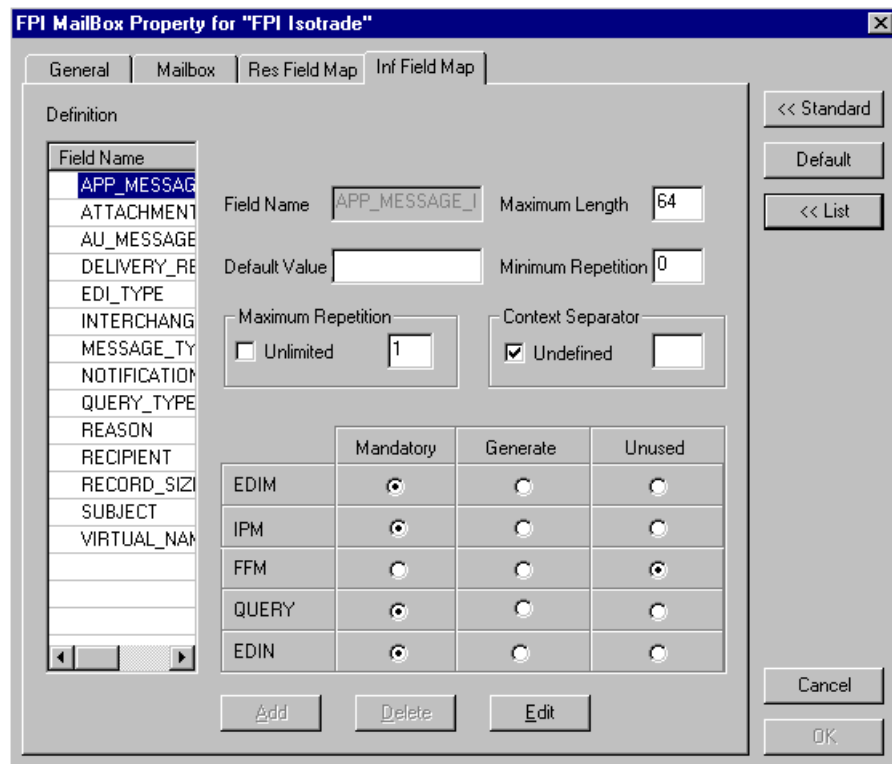 FPI MailBox Property for "FPI Isotrade"
General Mailbox Res Field Map Inf Field Map
Definition
Field Name
APP_MESSAG
ATTACHMENT
AU_MESSAGE
DELIVERY_RE
EDI_TYPE
INTERCHANG
MESSAGE_TY
NOTIFICATION
QUERY_TYPE
REASON
RECIPIENT
RECORD_SIZI
SUBJECT
VIRTUAL_NAM
Field Name APP_MESSAGE_I Maximum Length 64
Default Value Minimum Repetition 0
Maximum Repetition Context Separator
Unlimited 1 Undefined
Mandatory Generate Unused
EDIM
IPM
FFM
QUERY
EDIN
Add Delete Edit
<< Standard
Default
<< List
Cancel
OK